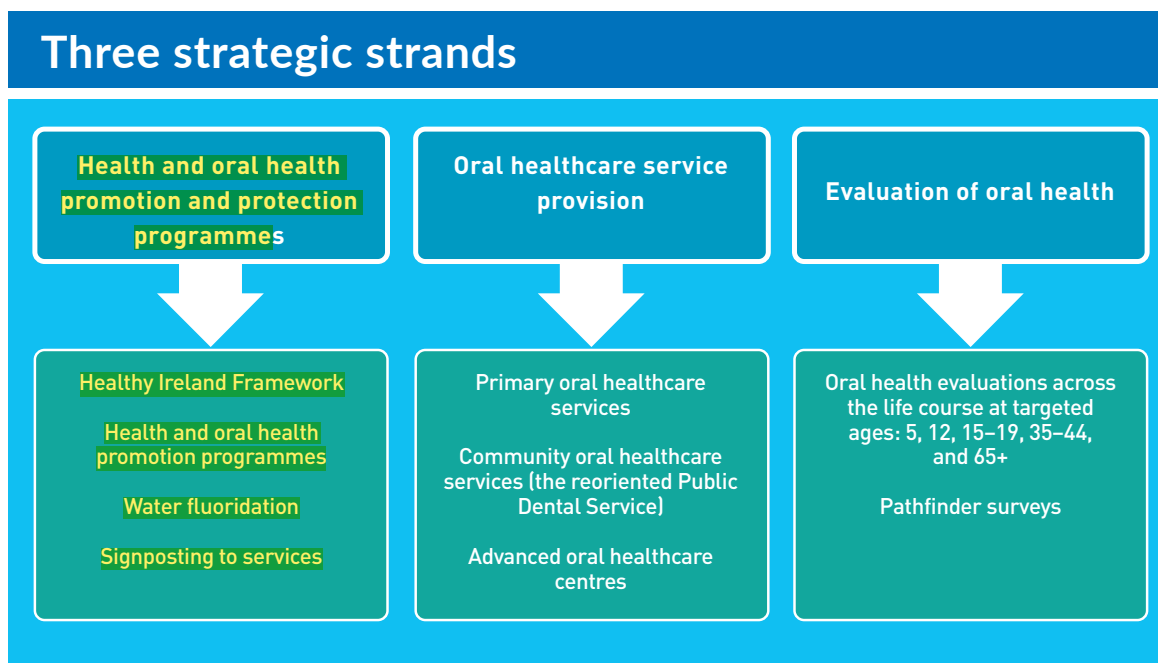 Three strategic strands
Health and oral health
promotion and protection
programmes
Healthy Ireland Framework
Health and oral health
promotion programmes
Water fluoridation
Signposting to services
Oral healthcare service
provision
Primary oral healthcare
services
Community oral healthcare
services (the reoriented Public
Dental Service)
Advanced oral healthcare
centres
Evaluation of oral health
Oral health evaluations across
the life course at targeted
ages: 5, 12, 15–19, 35–44,
and 65+
Pathfinder surveys